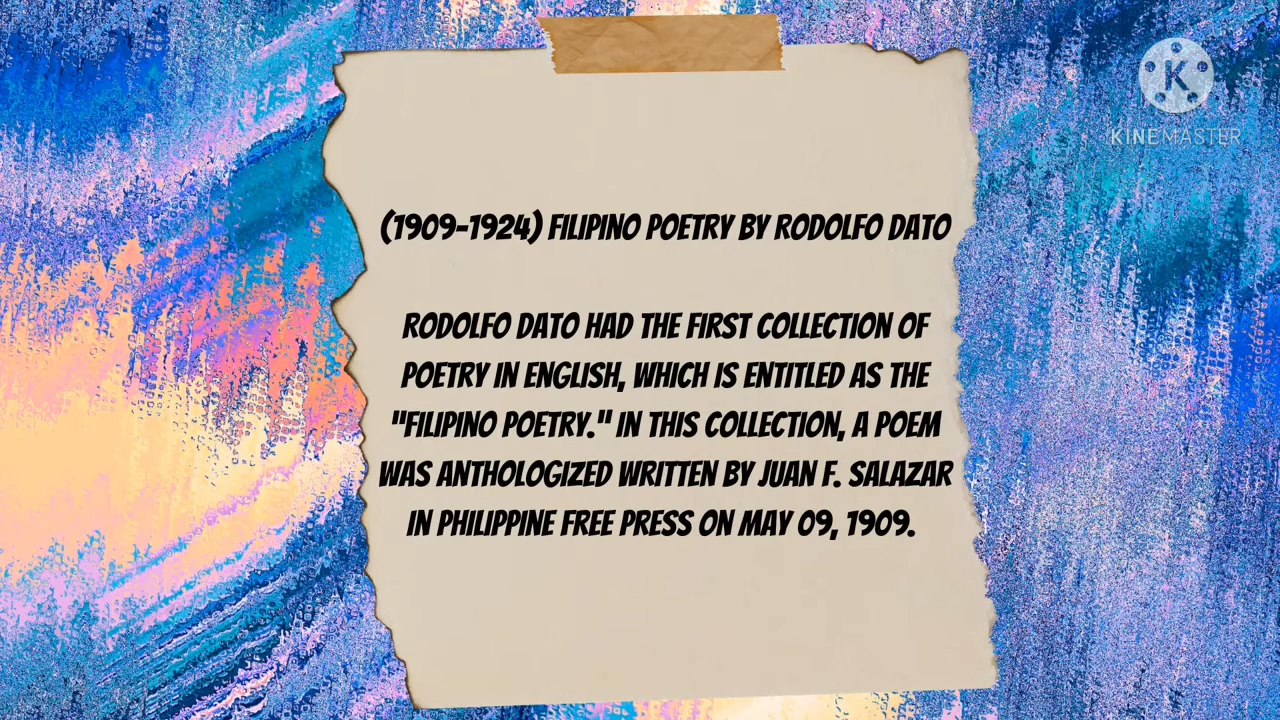 KINEMASTER
(1909-1924) FILIPINO POETRY BY RODOLFO DATO
RODOLFO DATO HAD THE FIRST COLLECTION OF
POETRY IN ENGLISH, WHICH IS ENTITLED AS THE
"FILIPINO POETRY." IN THIS COLLECTION, A POEM
WAS ANTHOLOGIZED WRITTEN BY JUAN F. SALAZAR
IN PHILIPPINE FREE PRESS ON MAY 09, 1909.